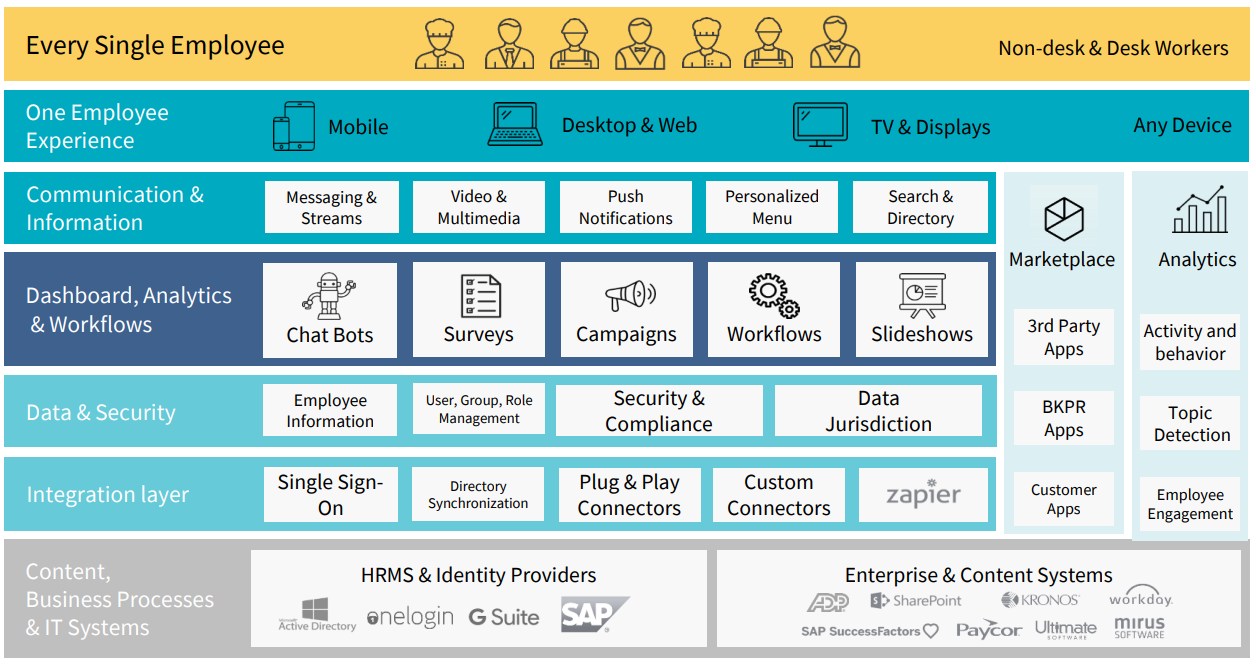 Every Single Employee
Non-desk & Desk Workers
One Employee
Experience
Mobile
Desktop & Web
TV & Displays
Any Device
Communication &
Information
Messaging &
Streams
Video &
Multimedia
Push
Notifications
Personalized
Menu
Search &
Directory
Dashboard, Analytics
& Workflows
Chat Bots
Surveys
Campaigns
Workflows
Slideshows
Data & Security
Employee
Information
User, Group, Role
Management
Security &
Compliance
Data
Jurisdiction
Integration layer
Single Sign-
On
Directory
Synchronization
Plug & Play
Connectors
Custom
Connectors
zapier
Marketplace
3rd Party
Apps
BKPR
Apps
Customer
Apps
Analytics
Activity and
behavior
Topic
Detection
Employee
Engagement
Content,
Business Processes
& IT Systems
HRMS & Identity Providers
Microsoft
Active Directory
onelogin
G Suite
SAP
Enterprise & Content Systems
ADP
SharePoint
KRONOS
workday.
SAP SuccessFactors
Paycor
Ultimate
SOFTWARE
mirus
SOFTWARE